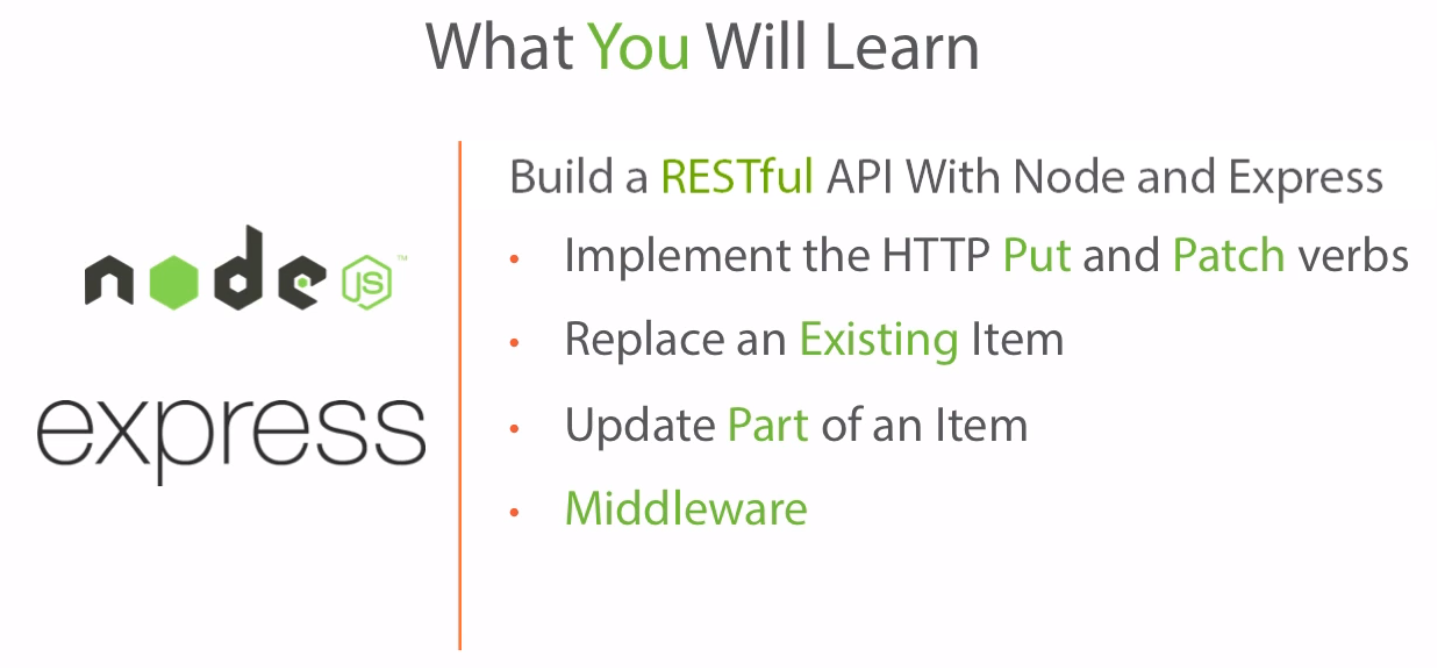 What You Will Learn
node JS™
express
Build a RESTful API With Node and Express
• Implement the HTTP Put and Patch verbs
• Replace an Existing Item
• Update Part of an Item
• Middleware